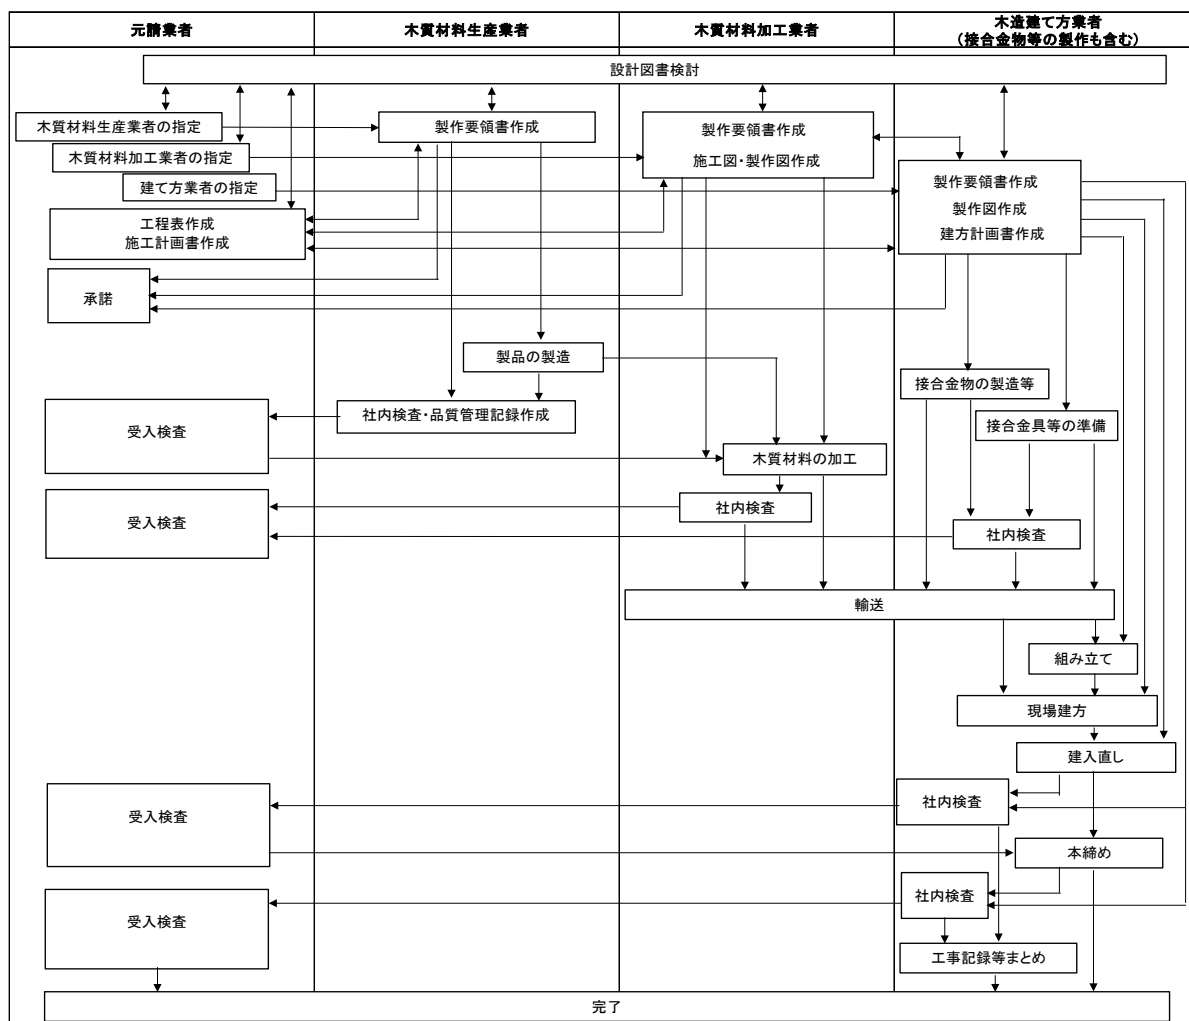 元請業者
木質材料生産業者
木質材料加工業者
木造建て方業者
(接合金物等の製作も含む)
設計図書検討
木質材料生産業者の指定
製作要領書作成
製作要領書作成
施工図・製作図作成
木質材料加工業者の指定
建て方業者の指定
製作要領書作成
製作図作成
建方計画書作成
工程表作成
施工計画書作成
承諾
製品の製造
接合金物の製造等
社内検査・品質管理記録作成
受入検査
接合金具等の準備
木質材料の加工
社内検査
受入検査
社内検査
輸送
組み立て
現場建方
建入直し
社内検査
受入検査
本締め
社内検査
受入検査
工事記録等まとめ
完了